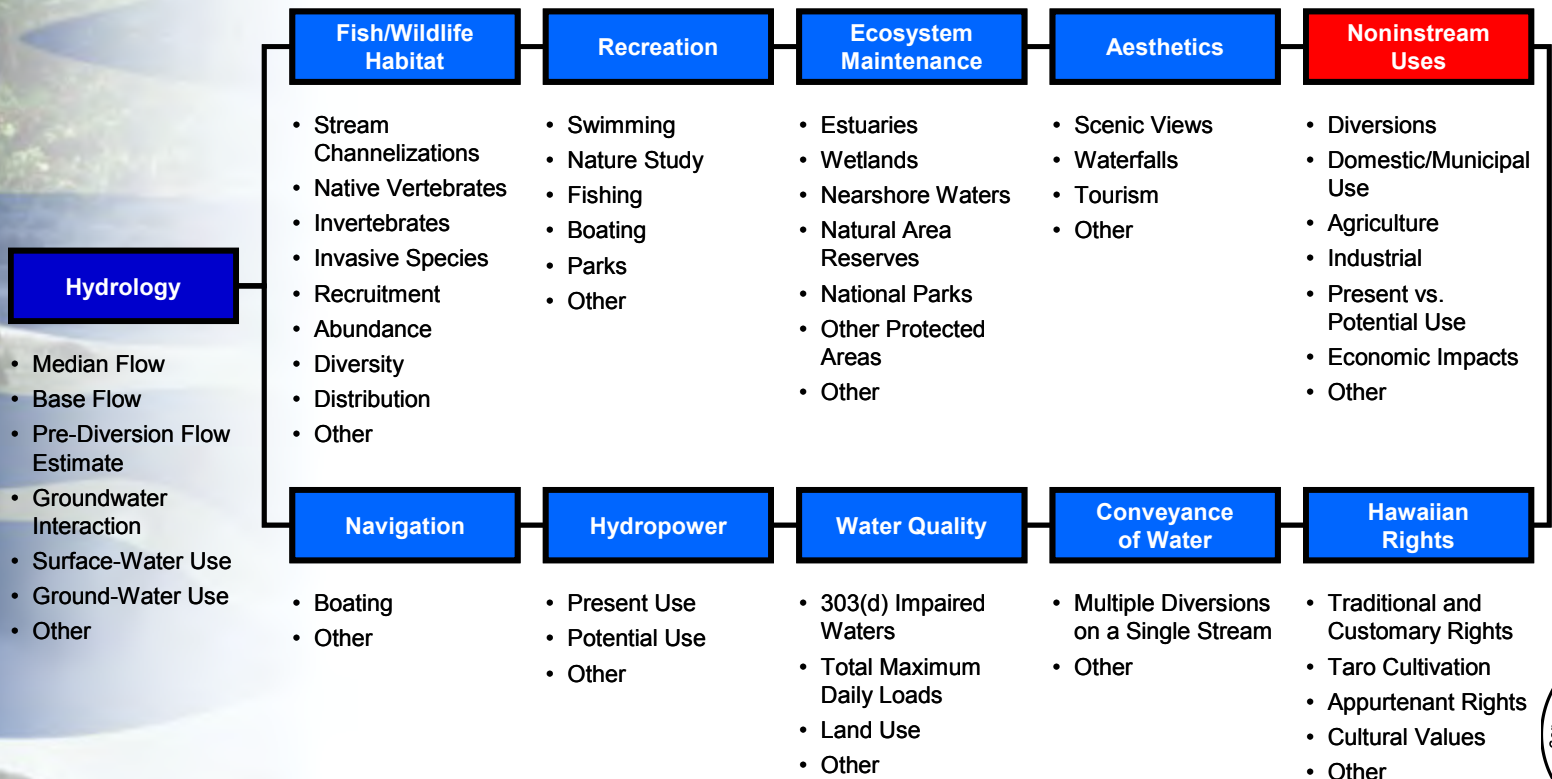 Hydrology
• Median Flow
• Base Flow
• Pre-Diversion Flow
Estimate
• Groundwater
Interaction
• Surface-Water Use
• Ground-Water Use
• Other
Fish/Wildlife
Habitat
• Stream
Channelizations
• Native Vertebrates
• Invertebrates
• Invasive Species
• Recruitment
• Abundance
• Diversity
• Distribution
• Other
Recreation
• Swimming
• Nature Study
• Fishing
• Boating
• Parks
• Other
Ecosystem
Maintenance
• Estuaries
• Wetlands
• Nearshore Waters
• Natural Area
Reserves
• National Parks
• Other Protected
Areas
• Other
Aesthetics
• Scenic Views
• Waterfalls
• Tourism
• Other
Noninstream
Uses
• Diversions
• Domestic/Municipal
Use
• Agriculture
• Industrial
• Present vs.
Potential Use
• Economic Impacts
• Other
Navigation
• Boating
• Other
Hydropower
• Present Use
• Potential Use
• Other
Water Quality
• 303(d) Impaired
Waters
• Total Maximum
Daily Loads
• Land Use
• Other
Conveyance
of Water
• Multiple Diversions
on a Single Stream
• Other
Hawaiian
Rights
• Traditional and
Customary Rights
• Taro Cultivation
• Appurtenant Rights
• Cultural Values
• Other